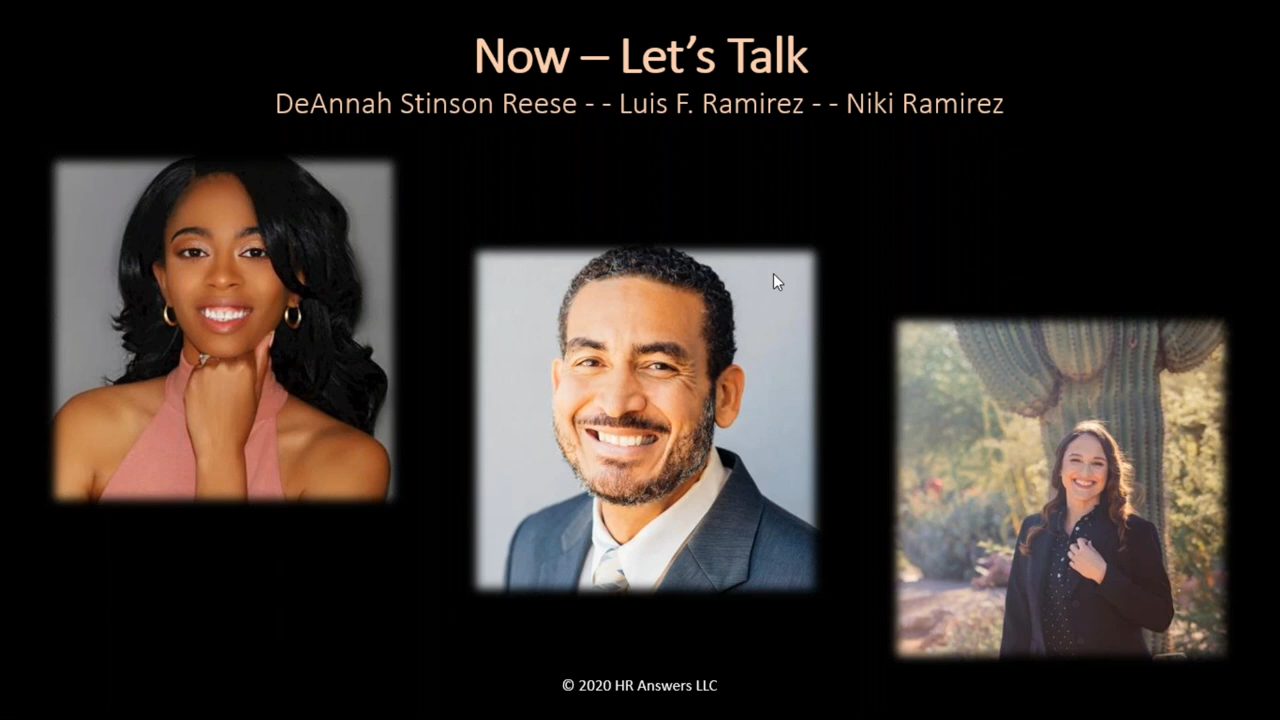 Now – Let’s Talk
DeAnnah Stinson Reese - - Luis F. Ramirez - - Niki Ramirez
© 2020 HR Answers LLC